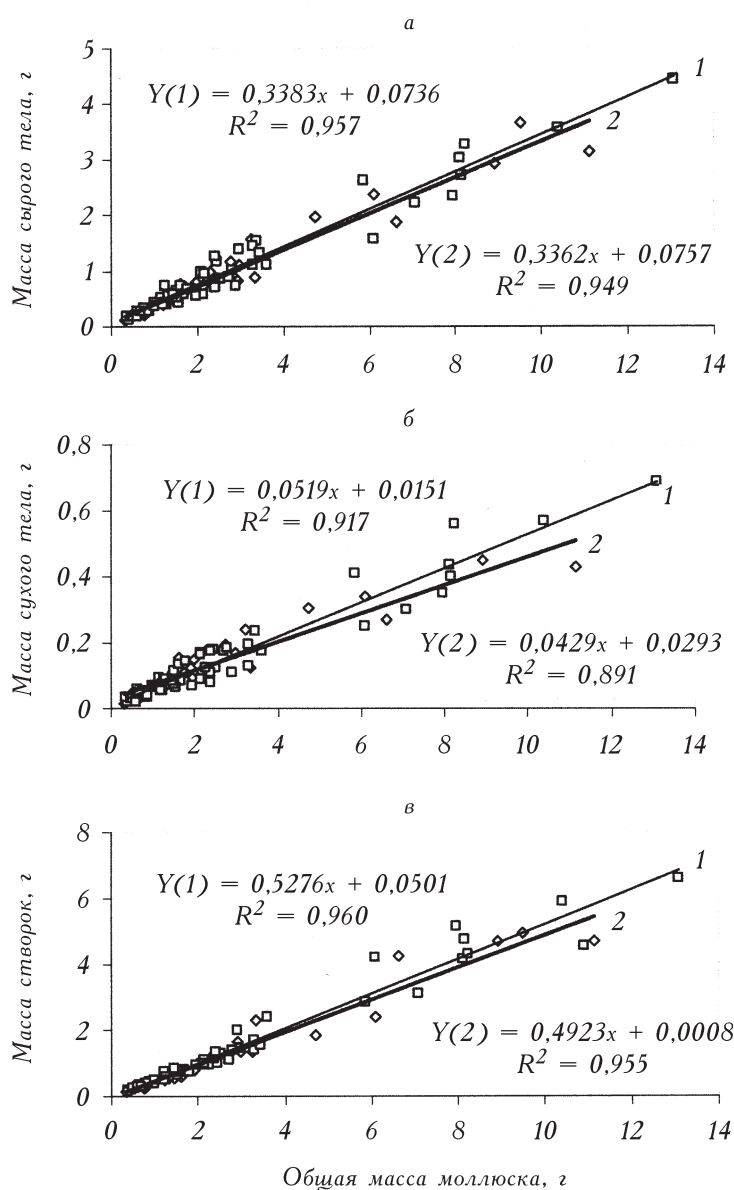 а
Масса сырого тела, г
5
4
3
2
1
0
Y(1) = 0,3383x + 0,0736
R² = 0,957
1
2
Y(2) = 0,3362x + 0,0757
R² = 0,949
0 2 4 6 8 10 12 14
б
Масса сухого тела, г
0,8
0,6
0,4
0,2
0
Y(1) = 0,0519x + 0,0151
R² = 0,917
1
2
Y(2) = 0,0429x + 0,0293
R² = 0,891
0 2 4 6 8 10 12 14
в
Масса створок, г
8
6
4
2
0
Y(1) = 0,5276x + 0,0501
R² = 0,960
1
2
Y(2) = 0,4923x + 0,0008
R² = 0,955
0 2 4 6 8 10 12 14
Общая масса моллюска, г